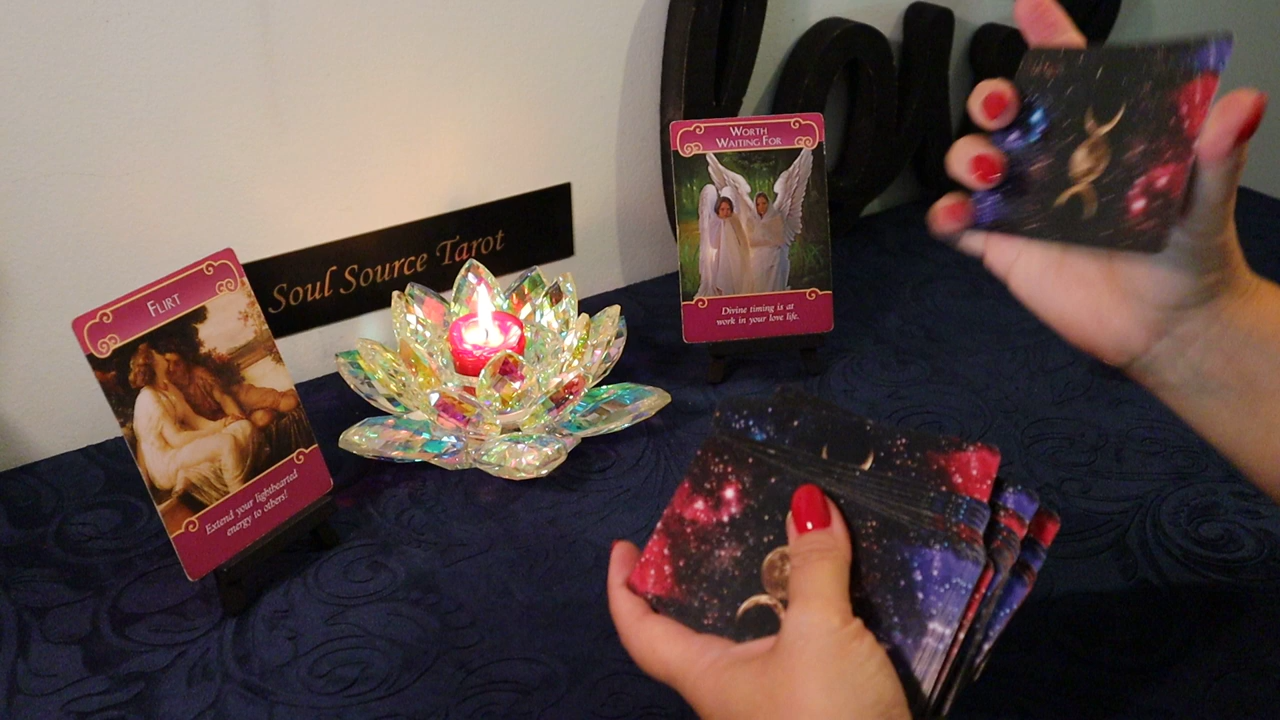 FLIRT
Extend your lighthearted
energy to others!
Soul Source Tarot
WORTH
WAITING FOR
Divine timing is at
work in your love life.